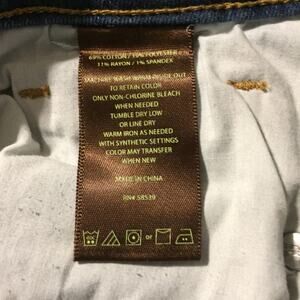 69% COTTON / 19% POLYESTER
11% RAYON / 1% SPANDEX
MACHINE WASH WARM INSIDE OUT
TO RETAIN COLOR
ONLY NON-CHLORINE BLEACH
WHEN NEEDED
TUMBLE DRY LOW
OR LINE DRY
WARM IRON AS NEEDED
WITH SYNTHETIC SETTINGS
COLOR MAY TRANSFER
WHEN NEW
MADE IN CHINA
RN# 58539
or